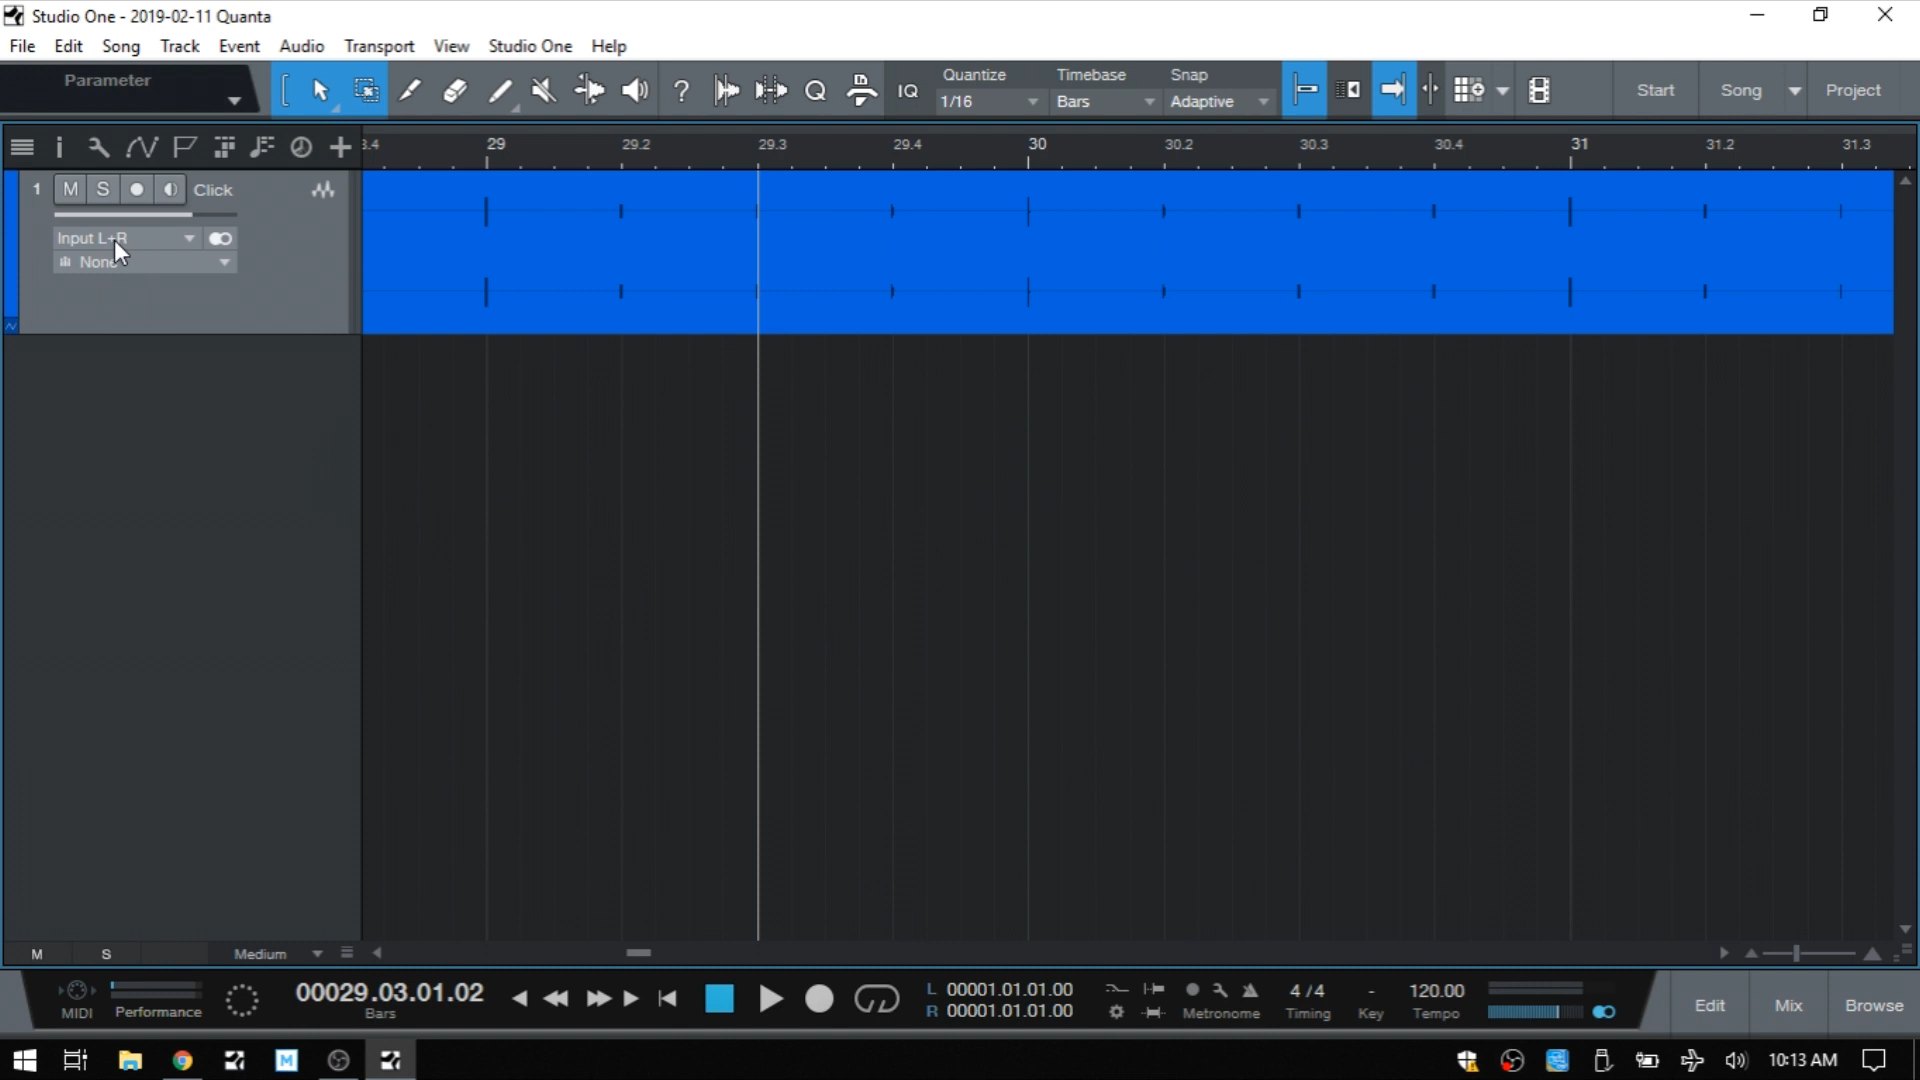 Studio One - 2019-02-11 Quanta
File Edit Song Track Event Audio Transport View Studio One Help
Parameter ? Q IQ Quantize 1/16 Timebase Bars Snap Adaptive Start Song Project
3.4 29 29.2 29.3 29.4 30 30.2 30.3 30.4 31 31.2 31.3
1 M S Click
Input L+R
None
M S Medium
MIDI Performance 00029.03.01.02 Bars
L 00001.01.01.00
R 00001.01.01.00
Metronome 4 / 4 Timing - Key 120.00 Tempo Edit Mix Browse
M 10:13 AM